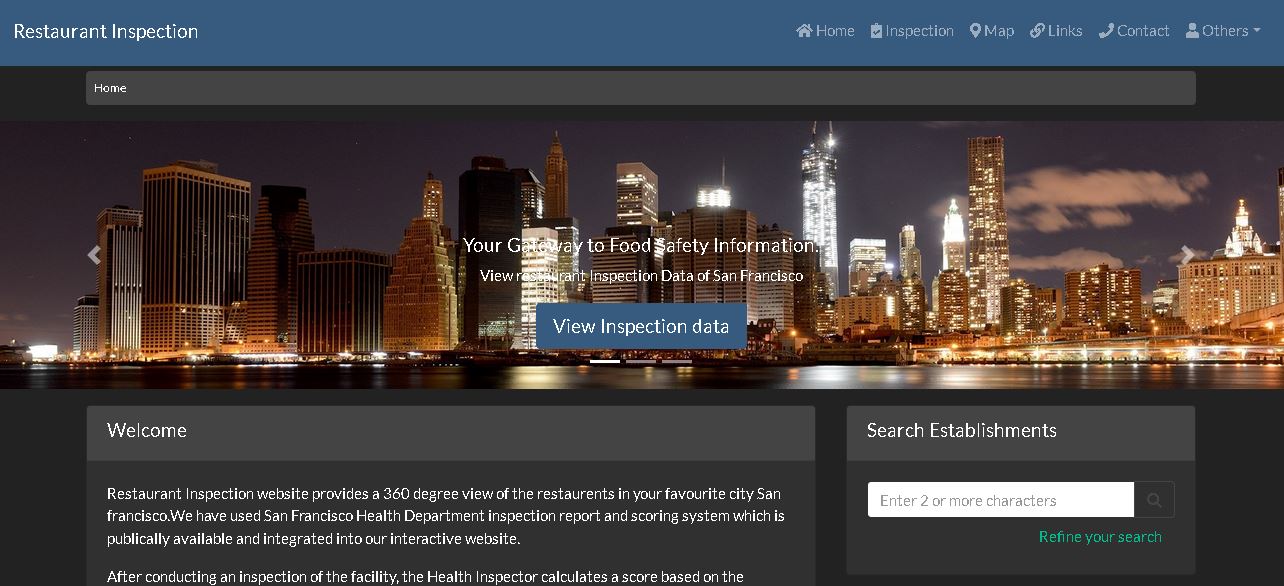 Restaurant Inspection
Home
Inspection
Map
Links
Contact
Others
Home
Your Gateway to Food Safety Information.
View restaurant Inspection Data of San Francisco
View Inspection data
Welcome
Search Establishments
Restaurant Inspection website provides a 360 degree view of the restaurents in your favourite city San
francisco.We have used San Francisco Health Department inspection report and scoring system which is
publically available and integrated into our interactive website.
After conducting an inspection of the facility, the Health Inspector calculates a score based on the
Enter 2 or more characters
Refine your search